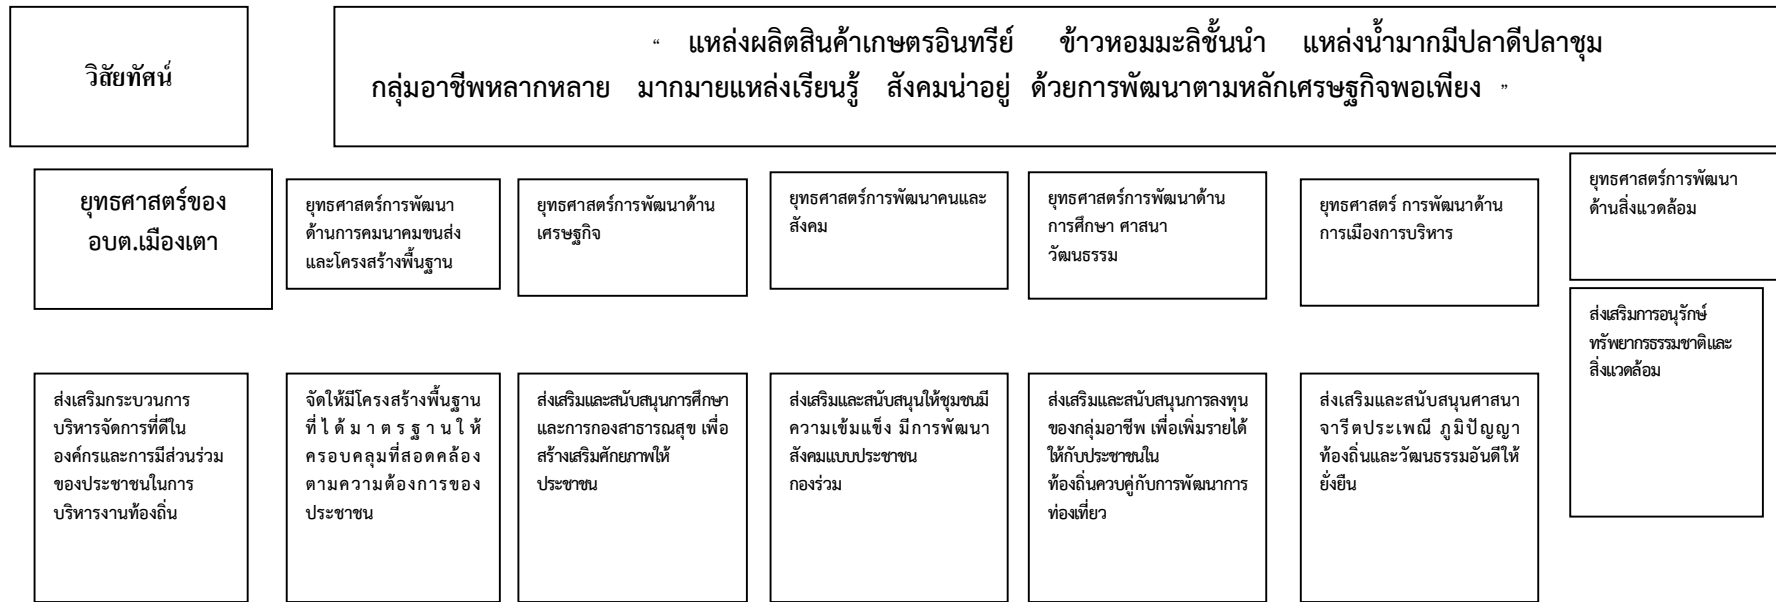 วิสัยทัศน์
“ แหล่งผลิตสินค้าเกษตรอินทรีย์ ข้าวหอมมะลิชั้นนำ แหล่งน้ำมากมีปลาดีปลาชุม
กลุ่มอาชีพหลากหลาย มากมายแหล่งเรียนรู้ สังคมน่าอยู่ ด้วยการพัฒนาตามหลักเศรษฐกิจพอเพียง ”
ยุทธศาสตร์ของ
อบต.เมืองเตา
ยุทธศาสตร์การพัฒนา
ด้านการคมนาคมขนส่ง
และโครงสร้างพื้นฐาน
ยุทธศาสตร์การพัฒนาด้าน
เศรษฐกิจ
ยุทธศาสตร์การพัฒนาคนและ
สังคม
ยุทธศาสตร์การพัฒนาด้าน
การศึกษา ศาสนา
วัฒนธรรม
ยุทธศาสตร์ การพัฒนาด้าน
การเมืองการบริหาร
ยุทธศาสตร์การพัฒนา
ด้านสิ่งแวดล้อม
ส่งเสริมกระบวนการ
บริหารจัดการที่ดีใน
องค์กรและการมีส่วนร่วม
ของประชาชนในการ
บริหารงานท้องถิ่น
จัดให้มีโครงสร้างพื้นฐาน
ที่ได้มาตรฐานให้
ครอบคลุมที่สอดคล้อง
ตามความต้องการของ
ประชาชน
ส่งเสริมและสนับสนุนการศึกษา
และการกองสาธารณสุข เพื่อ
สร้างเสริมศักยภาพให้
ประชาชน
ส่งเสริมและสนับสนุนให้ชุมชนมี
ความเข้มแข็ง มีการพัฒนา
สังคมแบบประชาชน
กองร่วม
ส่งเสริมและสนับสนุนการลงทุน
ของกลุ่มอาชีพ เพื่อเพิ่มรายได้
ให้กับประชาชนใน
ท้องถิ่นควบคู่กับการพัฒนาการ
ท่องเที่ยว
ส่งเสริมและสนับสนุนศาสนา
จารีตประเพณี ภูมิปัญญา
ท้องถิ่นและวัฒนธรรมอันดีให้
ยั่งยืน
ส่งเสริมการอนุรักษ์
ทรัพยากรธรรมชาติและ
สิ่งแวดล้อม